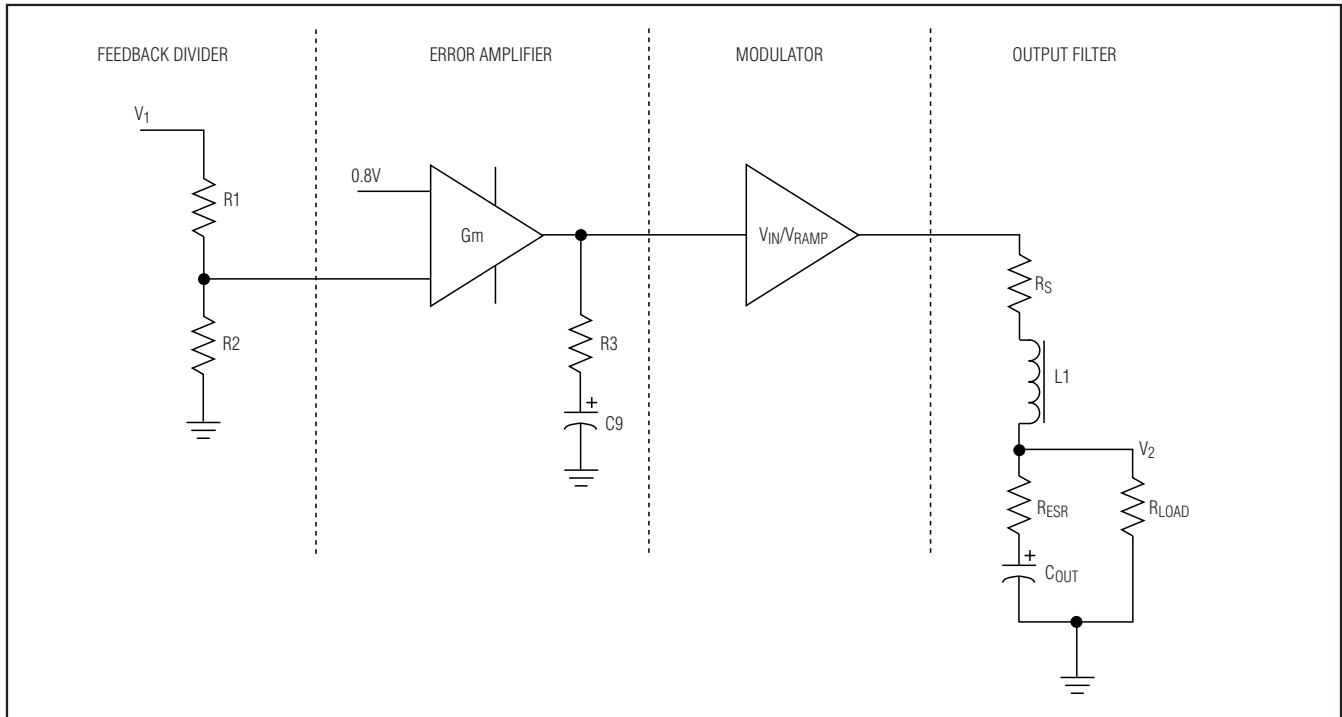 FEEDBACK DIVIDER
ERROR AMPLIFIER
MODULATOR
OUTPUT FILTER
V1
R1
R2
0.8V
Gm
R3
+
C9
VIN/VRAMP
RS
L1
V2
RESR
RLOAD
+
COUT